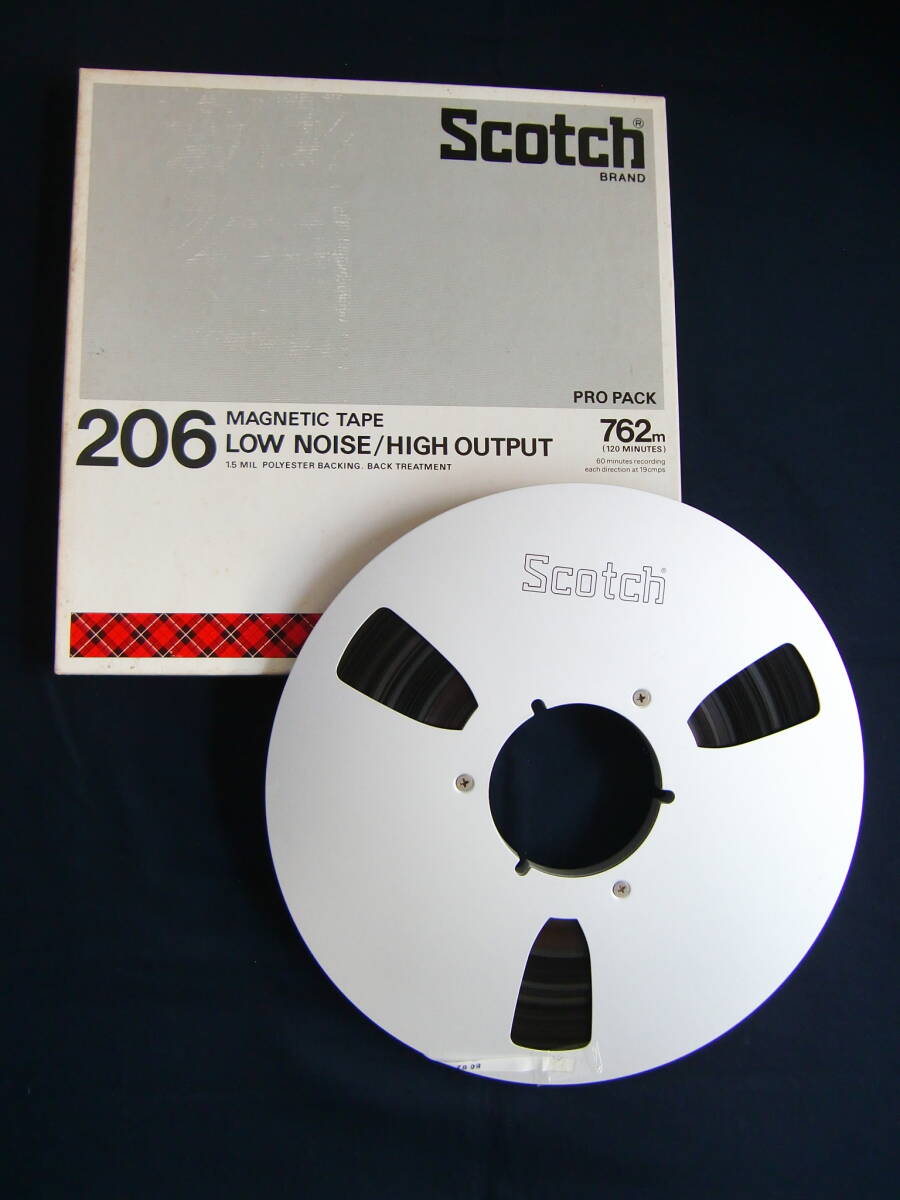 Scotch®
BRAND
PRO PACK
206
MAGNETIC TAPE
LOW NOISE/HIGH OUTPUT
1.5 MIL POLYESTER BACKING. BACK TREATMENT
762m
(120 MINUTES)
60 minutes recording
each direction at 19cmps
Scotch®